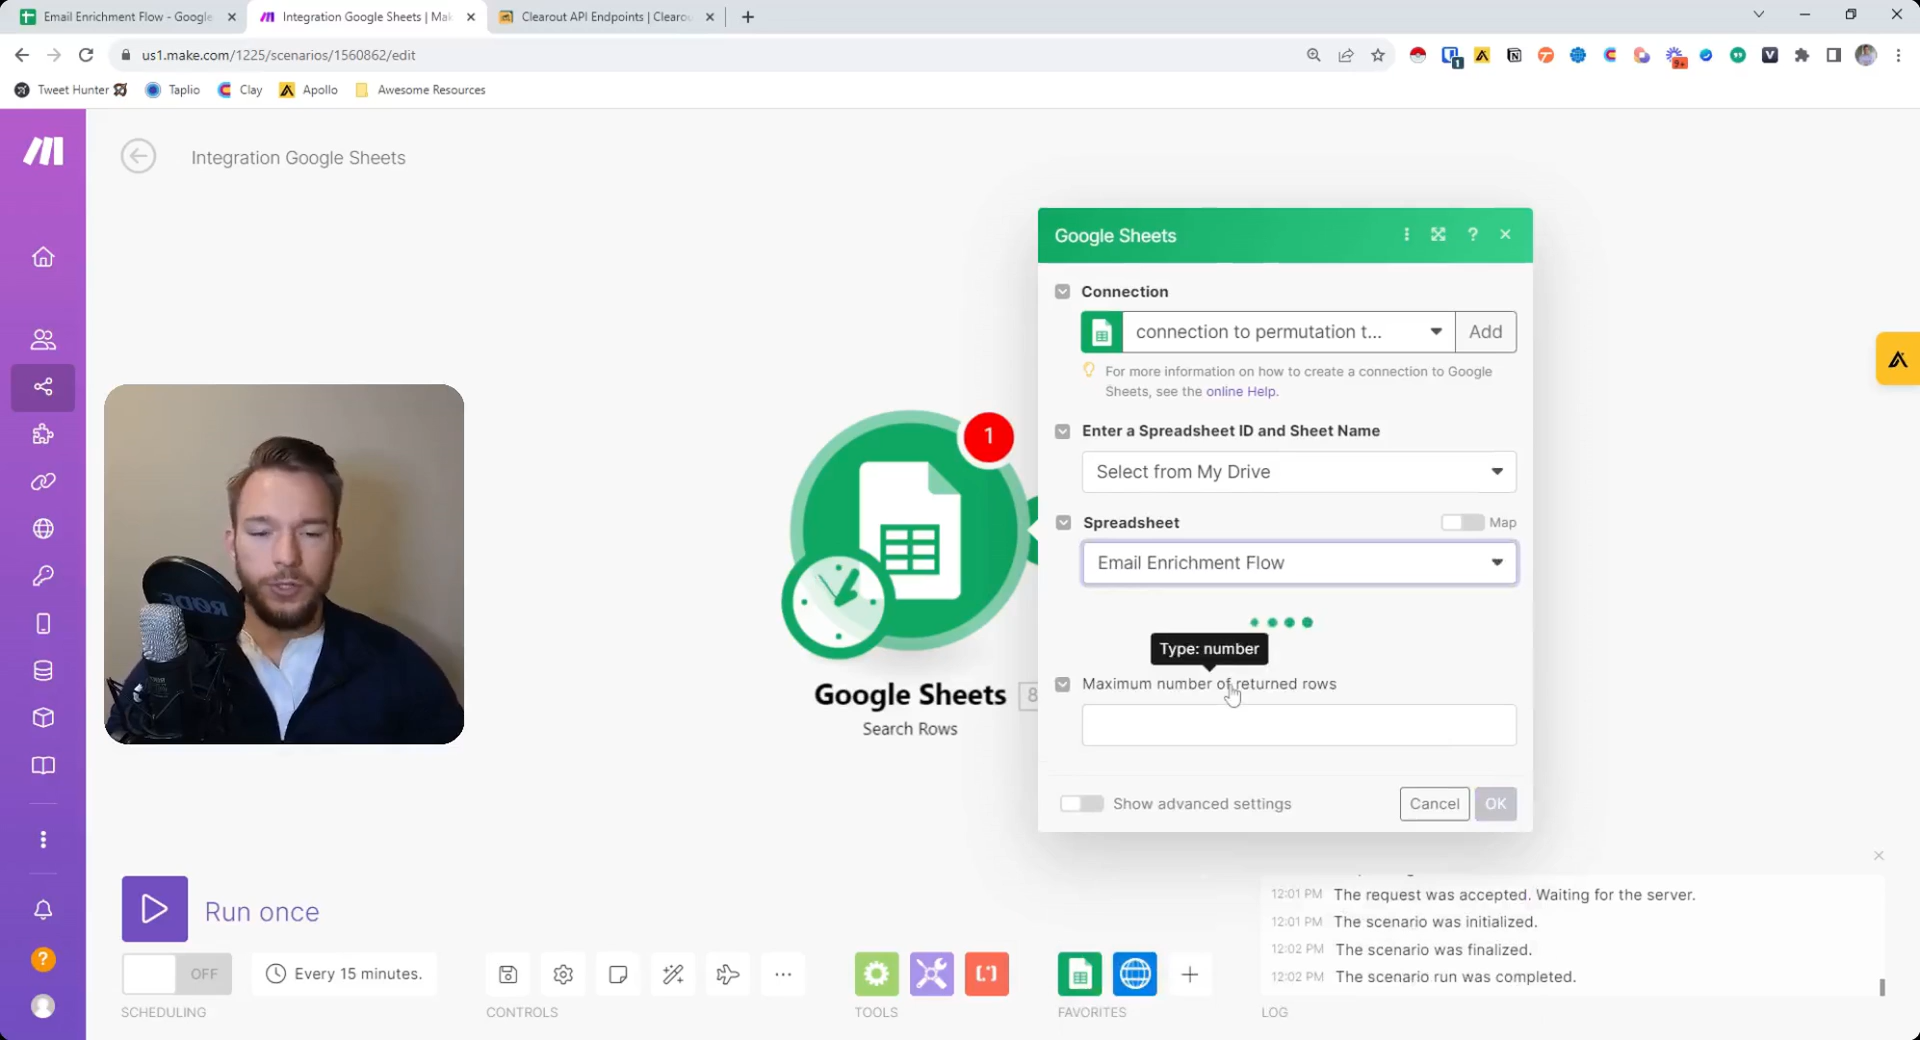 Email Enrichment Flow - Google
Integration Google Sheets | Mak
Clearout API Endpoints | Clearou
us1.make.com/1225/scenarios/1560862/edit
1
9+
Tweet Hunter
Taplio
Clay
Apollo
Awesome Resources
Integration Google Sheets
Google Sheets
Connection
connection to permutation t...
Add
For more information on how to create a connection to Google
Sheets, see the online Help.
Enter a Spreadsheet ID and Sheet Name
Select from My Drive
Spreadsheet
Map
Email Enrichment Flow
Type: number
Maximum number of returned rows
Show advanced settings
Cancel
OK
1
Google Sheets
8
Search Rows
RØDE
Run once
OFF
Every 15 minutes.
SCHEDULING
CONTROLS
TOOLS
FAVORITES
LOG
12:01 PM The request was accepted. Waiting for the server.
12:01 PM The scenario was initialized.
12:02 PM The scenario was finalized.
12:02 PM The scenario run was completed.